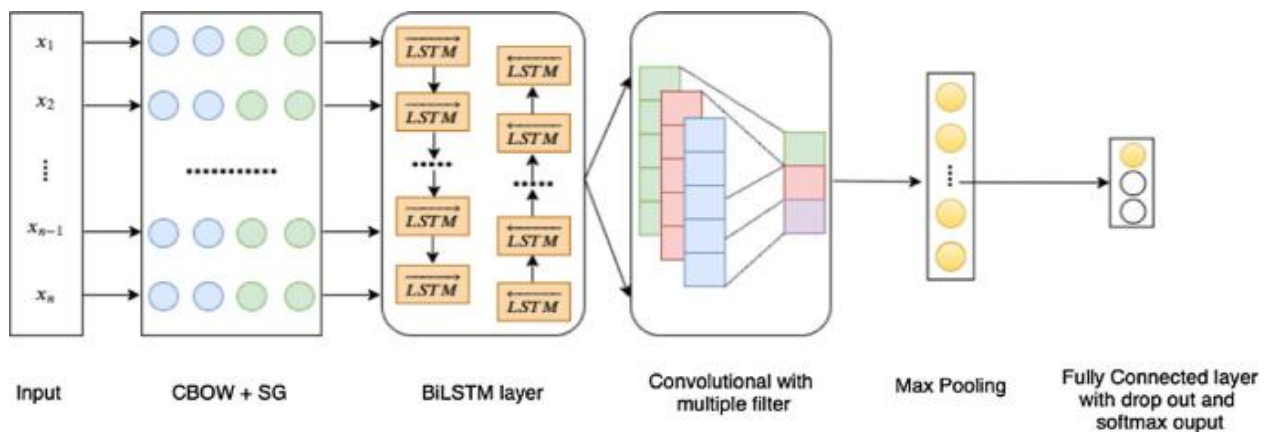 x1
x2
xn−1
xn
LSTM
LSTM
LSTM
LSTM
LSTM
LSTM
LSTM
LSTM
Input
CBOW + SG
BiLSTM layer
Convolutional with
multiple filter
Max Pooling
Fully Connected layer
with drop out and
softmax ouput